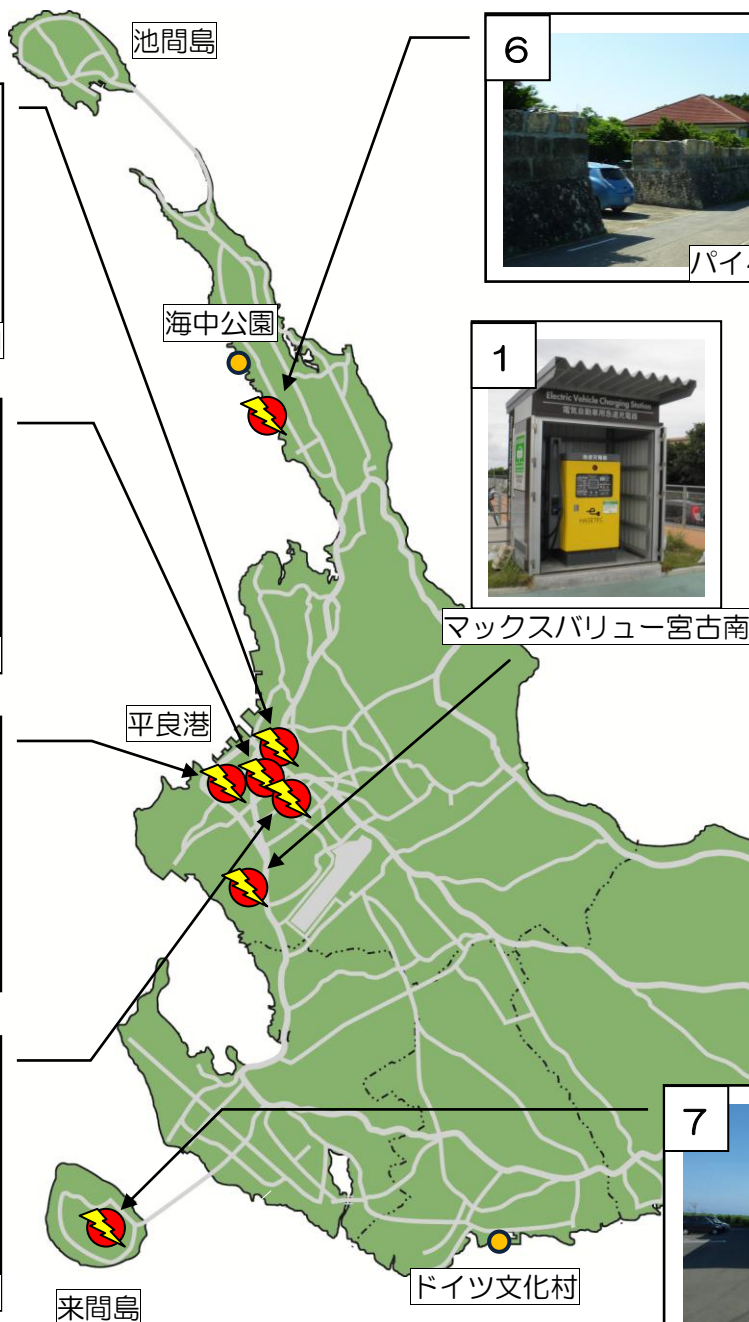 池間島
6
パイ
海中公園
1
Electric Vehicle Charging Station
電気自動車用急速充電器
マックスバリュー宮古南
平良港
7
ドイツ文化村
来間島